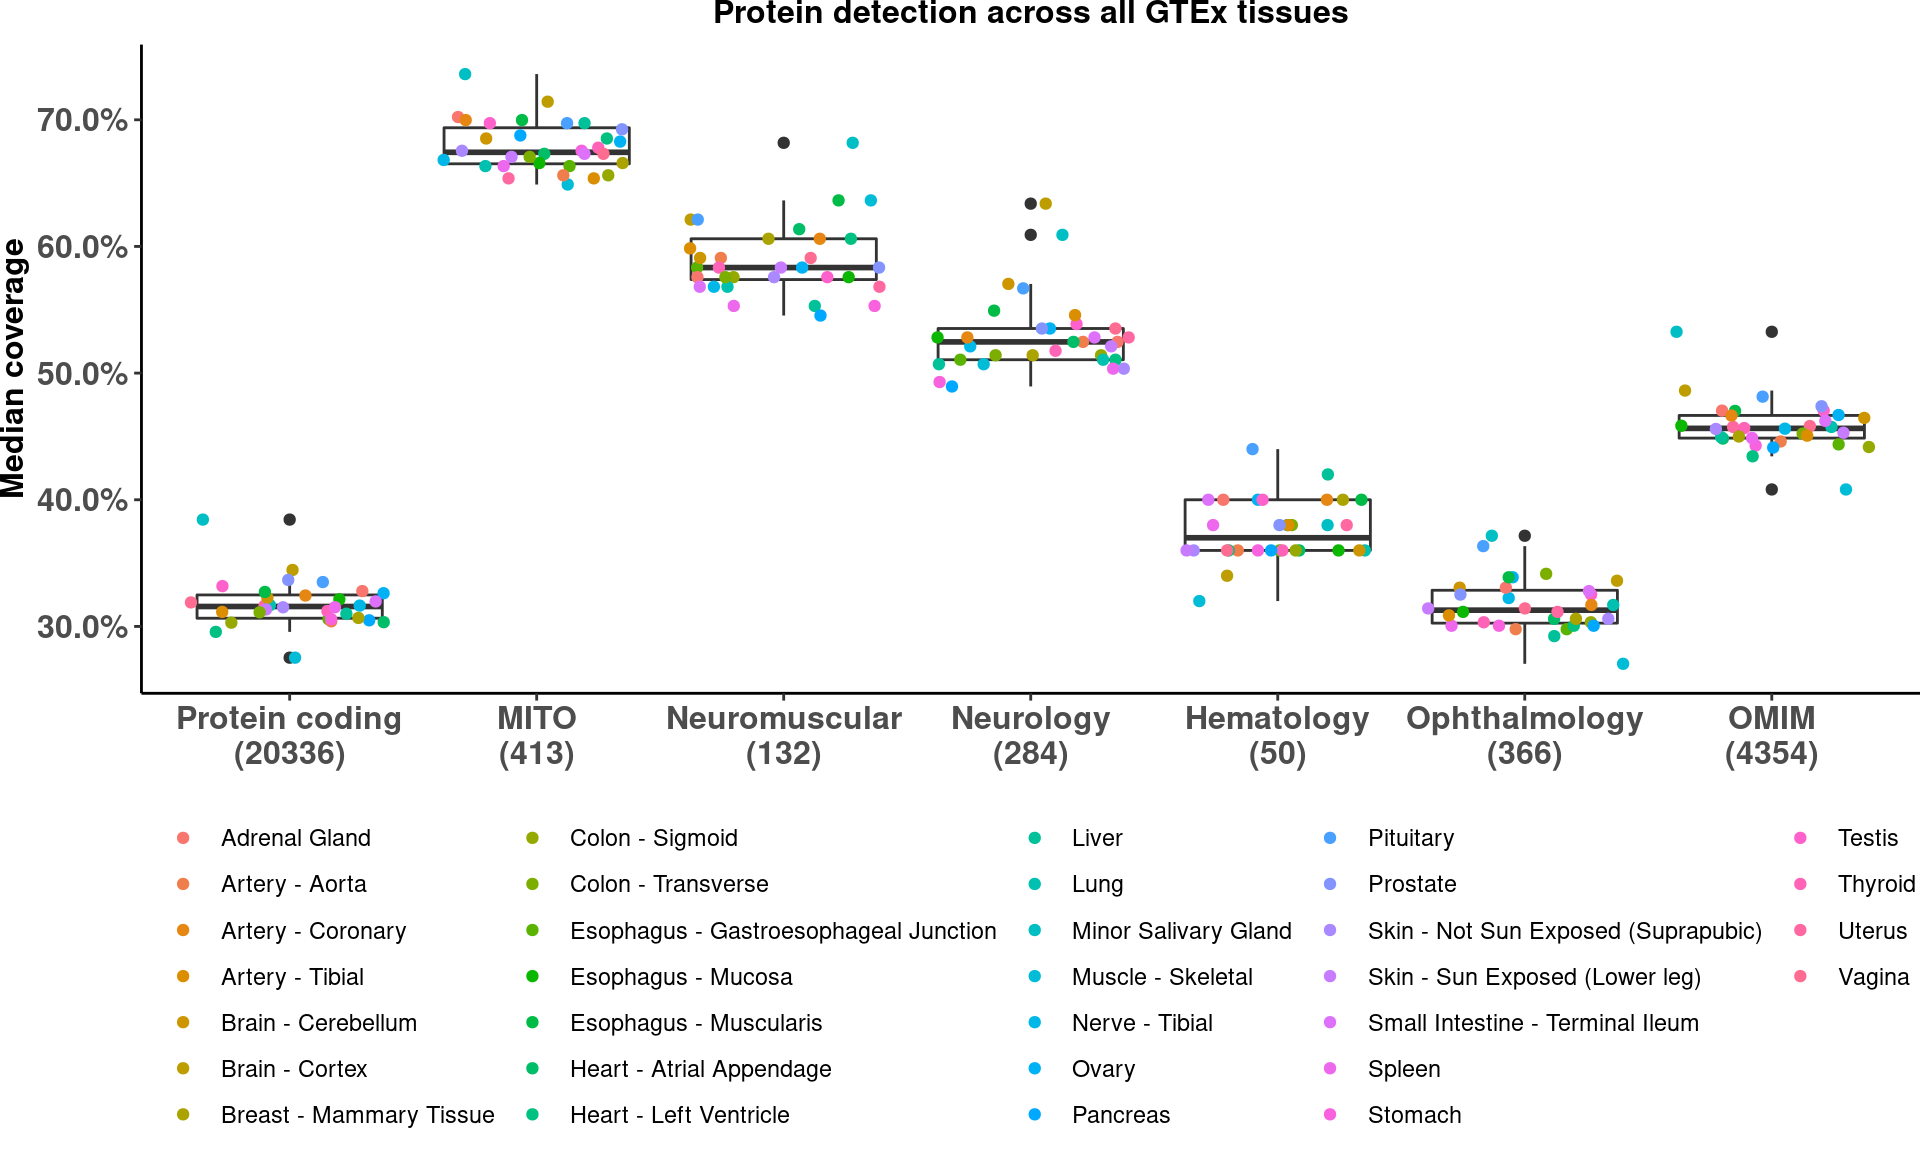 Protein detection across all GTEx tissues
Median coverage
70.0%
60.0%
50.0%
40.0%
30.0%
Protein coding MITO Neuromuscular Neurology Hematology Ophthalmology OMIM
(20336) (413) (132) (284) (50) (366) (4354)
Adrenal Gland Colon - Sigmoid Liver Pituitary Testis
Artery - Aorta Colon - Transverse Lung Prostate Thyroid
Artery - Coronary Esophagus - Gastroesophageal Junction Minor Salivary Gland Skin - Not Sun Exposed (Suprapubic) Uterus
Artery - Tibial Esophagus - Mucosa Muscle - Skeletal Skin - Sun Exposed (Lower leg) Vagina
Brain - Cerebellum Esophagus - Muscularis Nerve - Tibial Small Intestine - Terminal Ileum
Brain - Cortex Heart - Atrial Appendage Ovary Spleen
Breast - Mammary Tissue Heart - Left Ventricle Pancreas Stomach